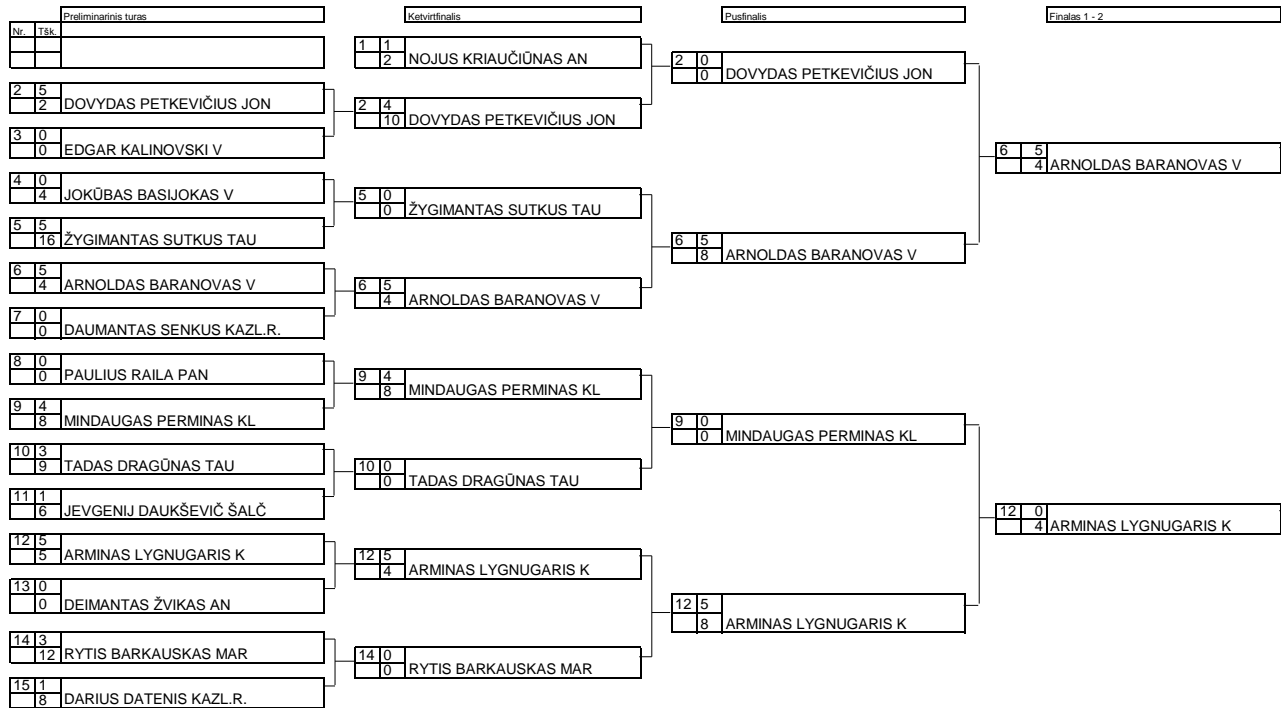 Preliminarinis turas
Ketvirtfinalis
Pusfinalis
Finalas 1 - 2
Nr. Tšk.
1 1
2 NOJUS KRIAUČIŪNAS AN
2 0
0 DOVYDAS PETKEVIČIUS JON
2 5
2 DOVYDAS PETKEVIČIUS JON
2 4
10 DOVYDAS PETKEVIČIUS JON
3 0
0 EDGAR KALINOVSKI V
6 5
4 ARNOLDAS BARANOVAS V
4 0
4 JOKŪBAS BASIJOKAS V
5 0
0 ŽYGIMANTAS SUTKUS TAU
5 5
16 ŽYGIMANTAS SUTKUS TAU
6 5
8 ARNOLDAS BARANOVAS V
6 5
4 ARNOLDAS BARANOVAS V
6 5
4 ARNOLDAS BARANOVAS V
7 0
0 DAUMANTAS SENKUS KAZL.R.
8 0
0 PAULIUS RAILA PAN
9 4
8 MINDAUGAS PERMINAS KL
9 4
8 MINDAUGAS PERMINAS KL
9 0
0 MINDAUGAS PERMINAS KL
10 3
9 TADAS DRAGŪNAS TAU
10 0
0 TADAS DRAGŪNAS TAU
11 1
6 JEVGENIJ DAUKŠEVIČ ŠALČ
12 0
4 ARMINAS LYGNUGARIS K
12 5
5 ARMINAS LYGNUGARIS K
12 5
4 ARMINAS LYGNUGARIS K
13 0
0 DEIMANTAS ŽVIKAS AN
12 5
8 ARMINAS LYGNUGARIS K
14 3
12 RYTIS BARKAUSKAS MAR
14 0
0 RYTIS BARKAUSKAS MAR
15 1
8 DARIUS DATENIS KAZL.R.